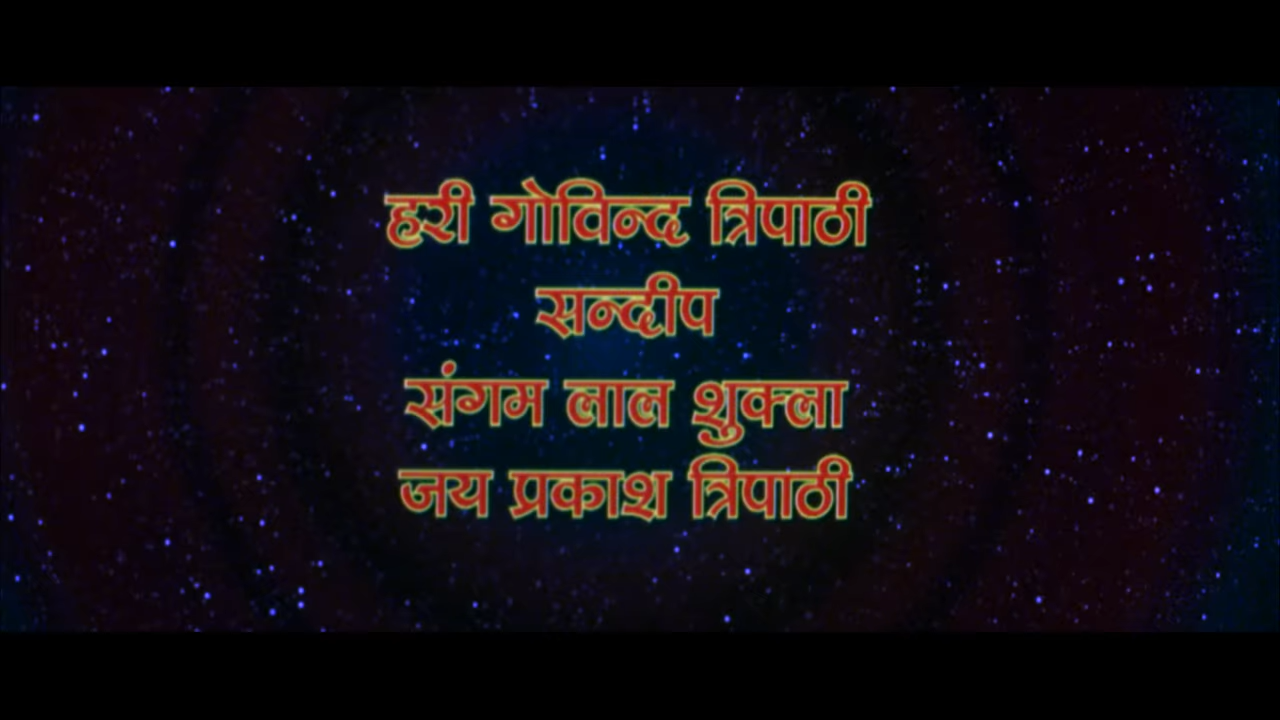 हरी गोविन्द त्रिपाठी
सन्दीप
संगम लाल शुक्ला
जय प्रकाश त्रिपाठी